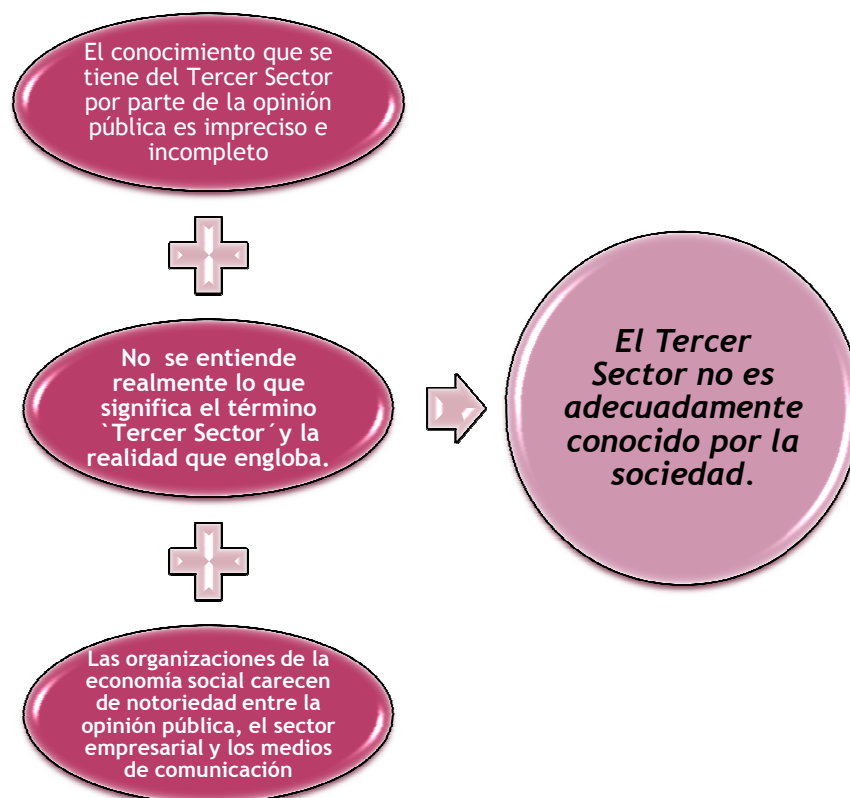 El conocimiento que se
tiene del Tercer Sector
por parte de la opinión
pública es impreciso e
incompleto
No se entiende
realmente lo que
significa el término
`Tercer Sector´ y la
realidad que engloba.
Las organizaciones de la
economía social carecen
de notoriedad entre la
opinión pública, el sector
empresarial y los medios
de comunicación
El Tercer
Sector no es
adecuadamente
conocido por la
sociedad.